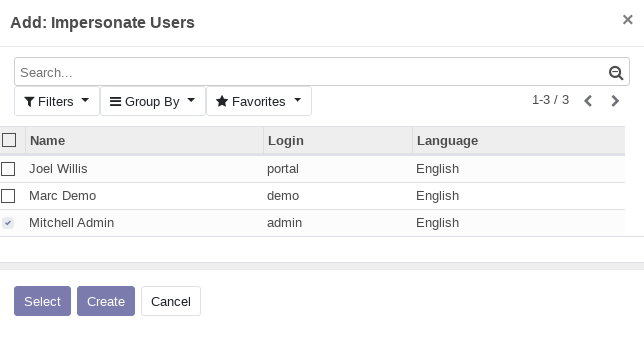 Add: Impersonate Users
×
Search...
Filters Group By Favorites 1-3 / 3
Name Login Language
Joel Willis portal English
Marc Demo demo English
Mitchell Admin admin English
Select Create Cancel